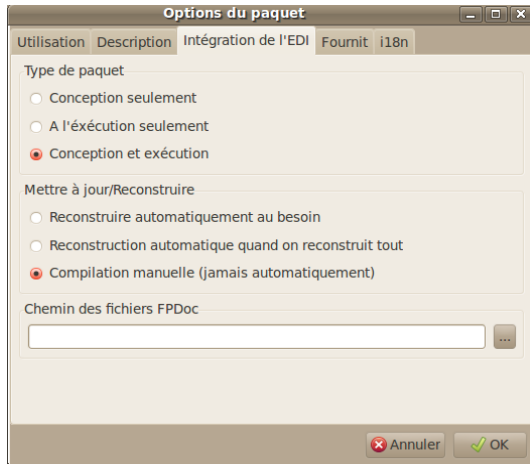 Options du paquet
Utilisation Description Intégration de l'EDI Fournit i18n
Type de paquet
Conception seulement
A l'éxécution seulement
Conception et exécution
Mettre à jour/Reconstruire
Reconstruire automatiquement au besoin
Reconstruction automatique quand on reconstruit tout
Compilation manuelle (jamais automatiquement)
Chemin des fichiers FPDoc
...
Annuler OK